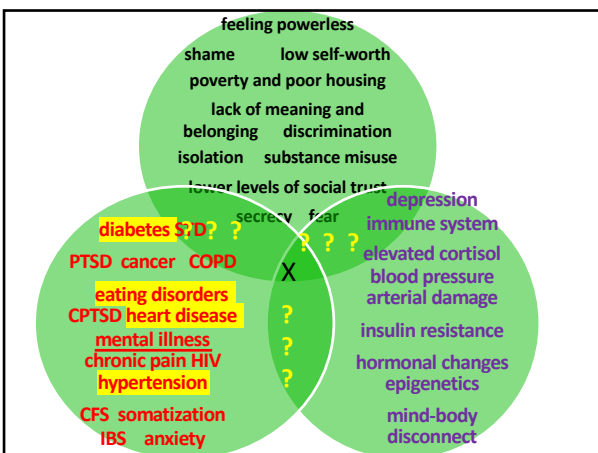 feeling powerless
shame low self-worth
poverty and poor housing
lack of meaning and
belonging discrimination
isolation substance misuse
lower levels of social trust
secrecy fear
diabetes STD
? ? ?
PTSD cancer COPD
eating disorders
CPTSD heart disease
mental illness
chronic pain HIV
hypertension
CFS somatization
IBS anxiety
? ? ?
X
?
?
?
depression
immune system
elevated cortisol
blood pressure
arterial damage
insulin resistance
hormonal changes
epigenetics
mind-body
disconnect